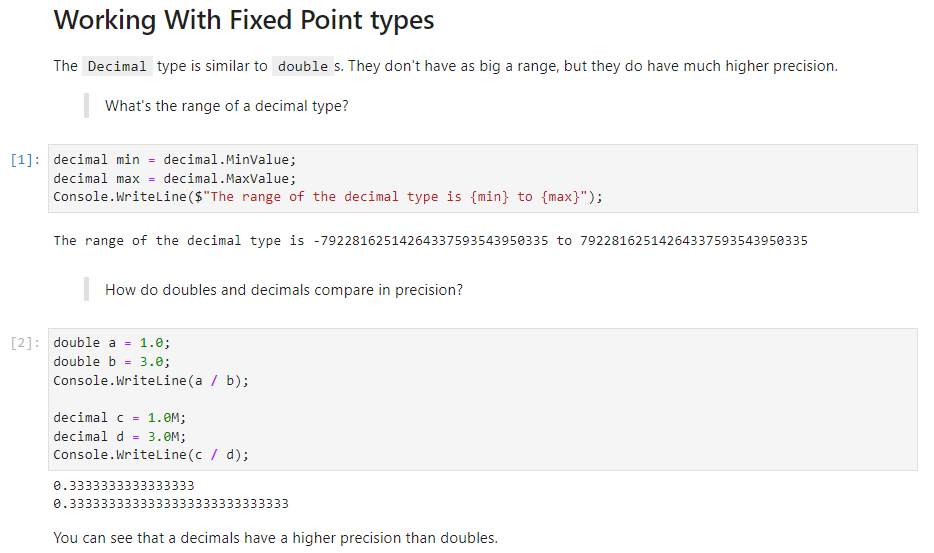 Working With Fixed Point types
The Decimal type is similar to double s. They don't have as big a range, but they do have much higher precision.
What's the range of a decimal type?
[1]: decimal min = decimal.MinValue;
decimal max = decimal.MaxValue;
Console.WriteLine($"The range of the decimal type is {min} to {max}");
The range of the decimal type is -79228162514264337593543950335 to 79228162514264337593543950335
How do doubles and decimals compare in precision?
[2]: double a = 1.0;
double b = 3.0;
Console.WriteLine(a / b);
decimal c = 1.0M;
decimal d = 3.0M;
Console.WriteLine(c / d);
0.3333333333333333
0.3333333333333333333333333333
You can see that a decimals have a higher precision than doubles.